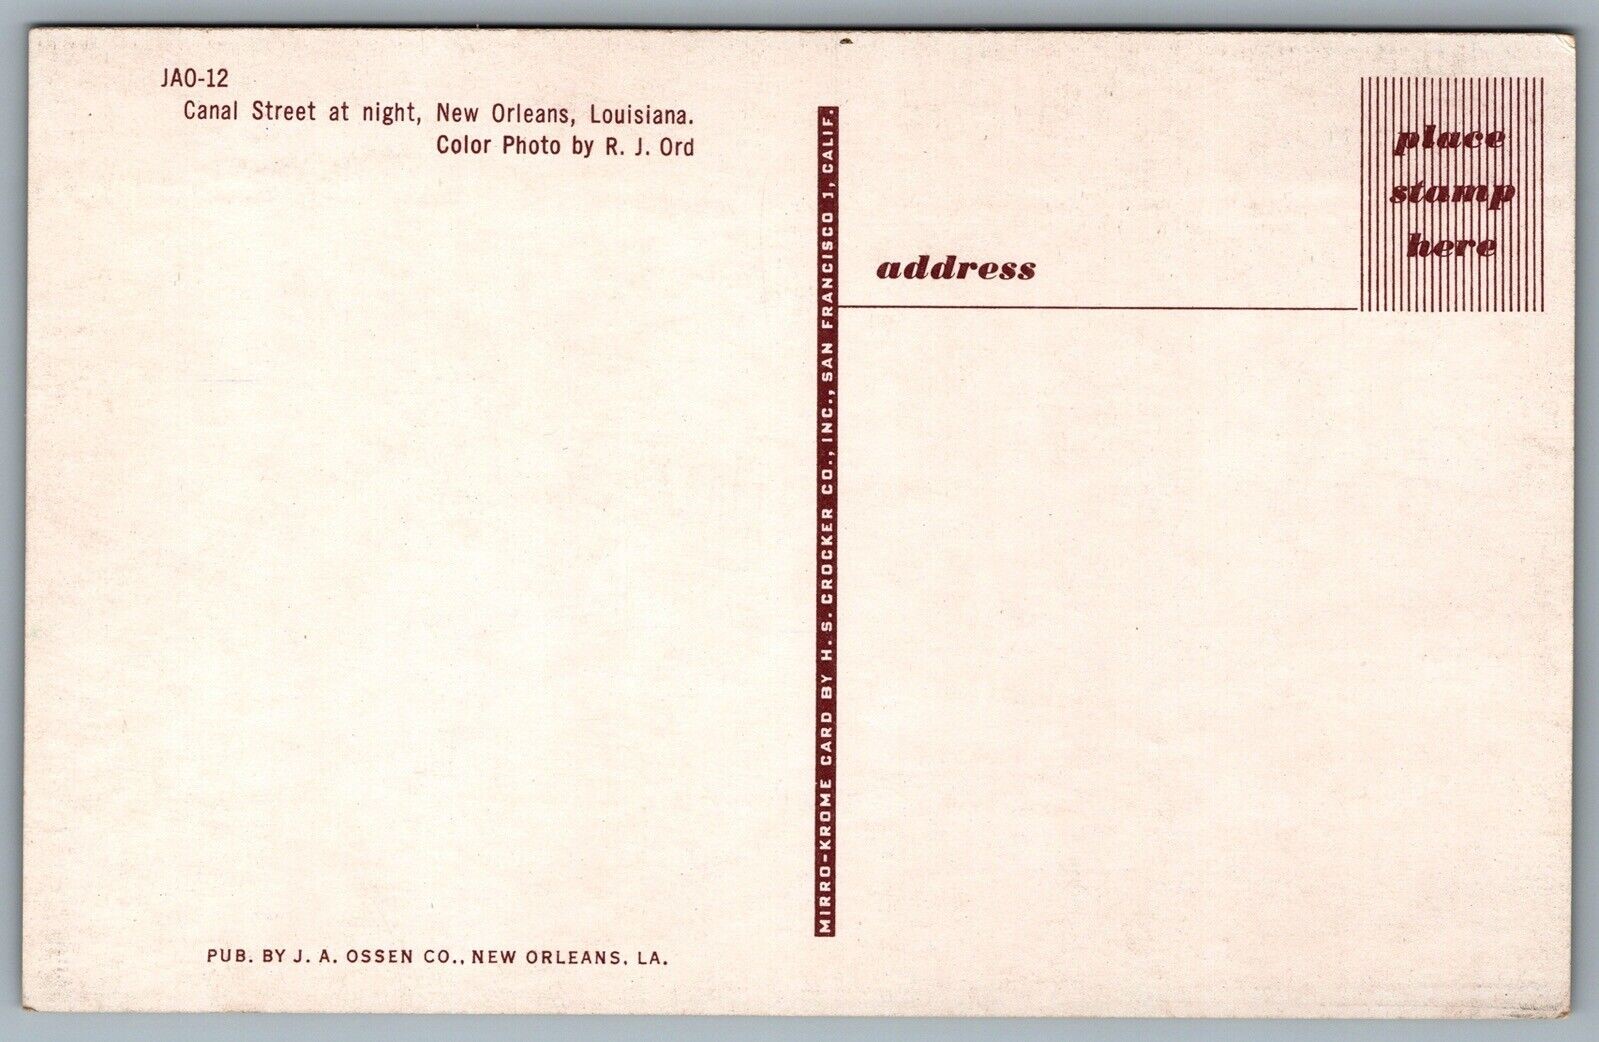 JAO-12
Canal Street at night, New Orleans, Louisiana.
Color Photo by R. J. Ord
PUB. BY J. A. OSSEN CO., NEW ORLEANS, LA.
MIRRO-KROME CARD BY H. S. CROCKER CO., INC., SAN FRANCISCO 1, CALIF.
address
place
stamp
here